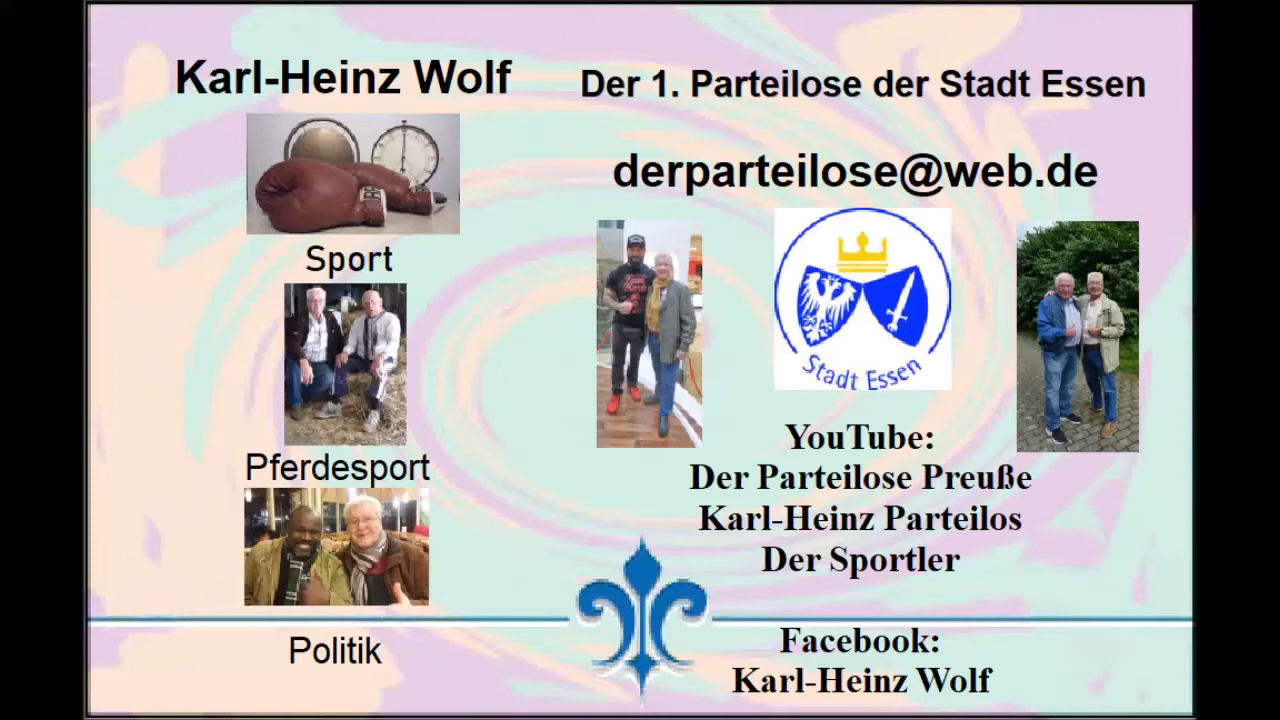 Karl-Heinz Wolf
Der 1. Parteilose der Stadt Essen
derparteilose@web.de
Sport
Pferdesport
Politik
Stadt Essen
YouTube:
Der Parteilose Preuße
Karl-Heinz Parteilos
Der Sportler
Facebook:
Karl-Heinz Wolf